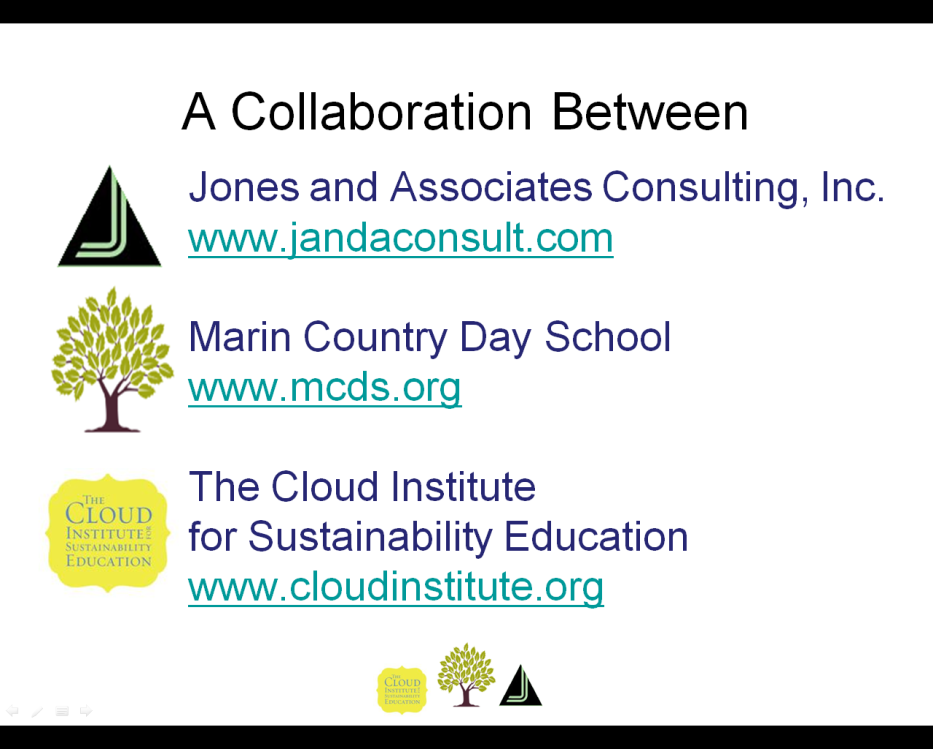 A Collaboration Between
Jones and Associates Consulting, Inc.
www.jandaconsult.com
Marin Country Day School
www.mcds.org
THE
CLOUD
INSTITUTE FOR
SUSTAINABILITY
EDUCATION
The Cloud Institute
for Sustainability Education
www.cloudinstitute.org
THE
CLOUD
INSTITUTE FOR
SUSTAINABILITY
EDUCATION